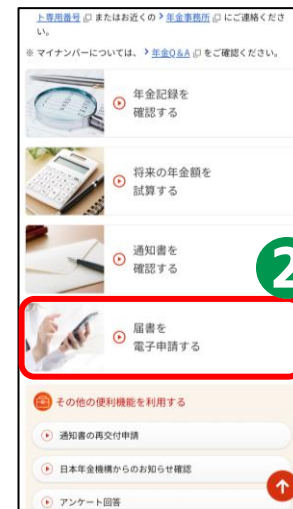 ト専用番号 またはお近くの 年金事務所 にご連絡くださ
い。
※ マイナンバーについては、 年金Q&A をご確認ください。
年金記録を
確認する
将来の年金額を
試算する
通知書を
確認する
2
届書を
電子申請する
その他の便利機能を利用する
通知書の再交付申請
日本年金機構からのお知らせ確認
アンケート回答